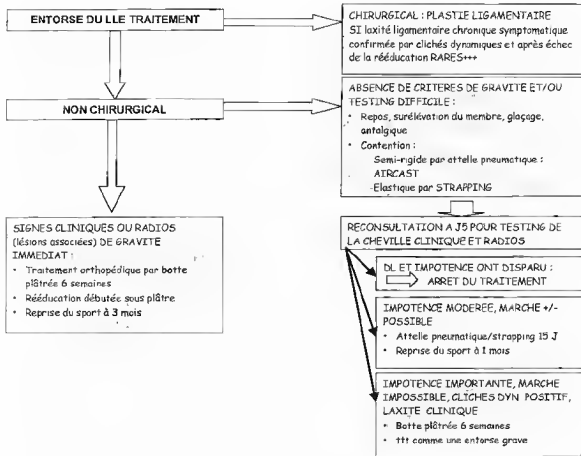 ENTORSE DU LLE TRAITEMENT
CHIRURGICAL : PLASTIE LIGAMENTAIRE
SI laxité ligamentaire chronique symptomatique
confirmée par clichés dynamiques et après échec
de la rééducation RARES+++
NON CHIRURGICAL
ABSENCE DE CRITERES DE GRAVITE ET/OU
TESTING DIFFICILE :
• Repos, surélévation du membre, glaçage,
antalgique
• Contention :
Semi-rigide par attelle pneumatique :
AIRCAST
Elastique par STRAPPING
SIGNES CLINIQUES OU RADIOS
(lésions associées) DE GRAVITE
IMMEDIAT :
• Traitement orthopédique par botte
plâtrée 6 semaines
• Rééducation débutée sous plâtre
• Reprise du sport à 3 mois
RECONSULTATION A J5 POUR TESTING DE
LA CHEVILLE CLINIQUE ET RADIOS
DL ET IMPOTENCE ONT DISPARU :
ARRET DU TRAITEMENT
IMPOTENCE MODEREE, MARCHE +/-
POSSIBLE
• Attelle pneumatique/strapping 15 J
• Reprise du sport à 1 mois
IMPOTENCE IMPORTANTE, MARCHE
IMPOSSIBLE, CLICHES DYN POSITIF,
LAXITE CLINIQUE
• Botte plâtrée 6 semaines
• ttt comme une entorse grave